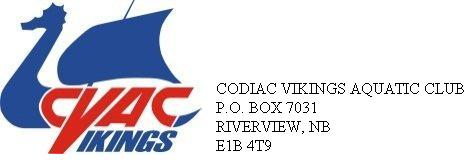 CVAC
VIKINGS
CODIAC VIKINGS AQUATIC CLUB
P.O. BOX 7031
RIVERVIEW, NB
E1B 4T9